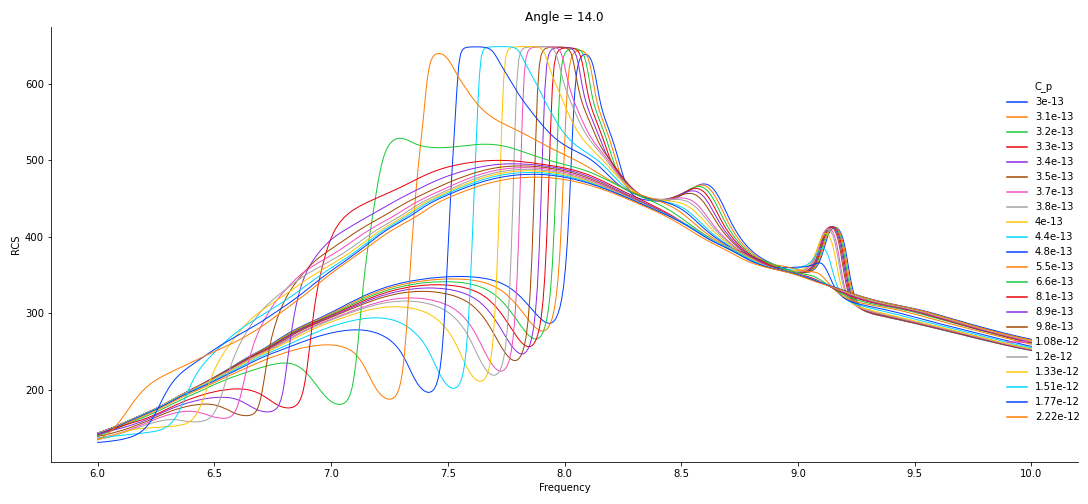 Angle = 14.0
RCS
600
500
400
300
200
6.0 6.5 7.0 7.5 8.0 8.5 9.0 9.5 10.0
Frequency
C_p
3e-13
3.1e-13
3.2e-13
3.3e-13
3.4e-13
3.5e-13
3.7e-13
3.8e-13
4e-13
4.4e-13
4.8e-13
5.5e-13
6.6e-13
8.1e-13
8.9e-13
9.8e-13
1.08e-12
1.2e-12
1.33e-12
1.51e-12
1.77e-12
2.22e-12